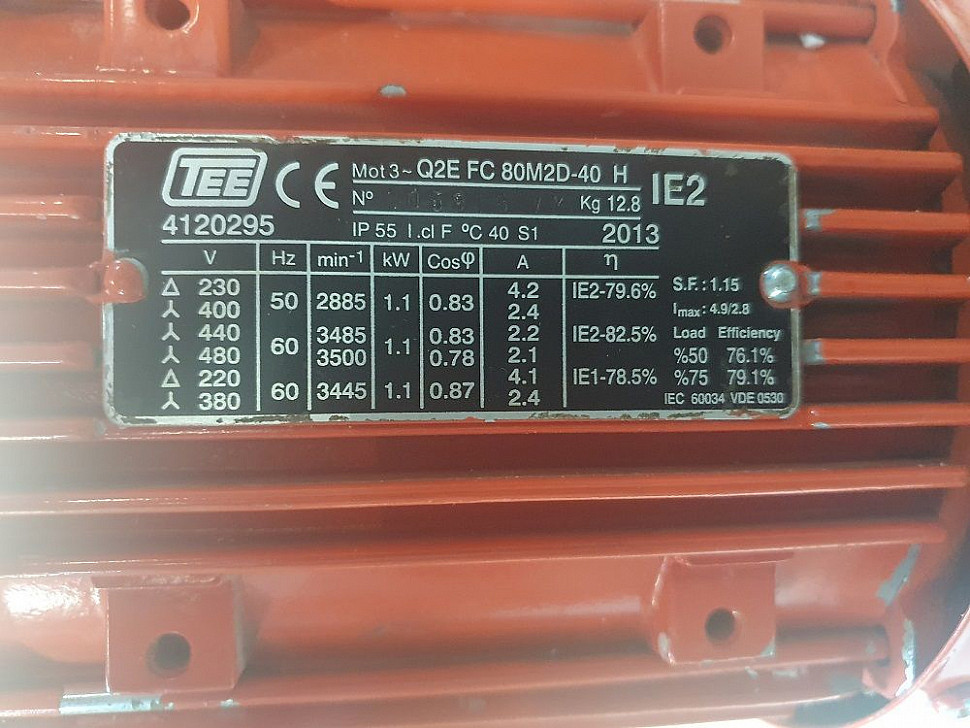 TEE CE Mot 3~ Q2E FC 80M2D-40 H IE2
Nº Kg 12.8
4120295 IP 55 I.cl F ºC 40 S1 2013
V Hz min-1 kW Cosφ A η
Δ 230 50 2885 1.1 0.83 4.2 IE2-79.6% S.F.: 1.15
⅄ 400 2.4 Imax: 4.9/2.8
⅄ 440 60 3485 1.1 0.83 2.2 IE2-82.5% Load Efficiency
⅄ 480 3500 0.78 2.1 %50 76.1%
Δ 220 60 3445 1.1 0.87 4.1 IE1-78.5% %75 79.1%
⅄ 380 2.4 IEC 60034 VDE 0530